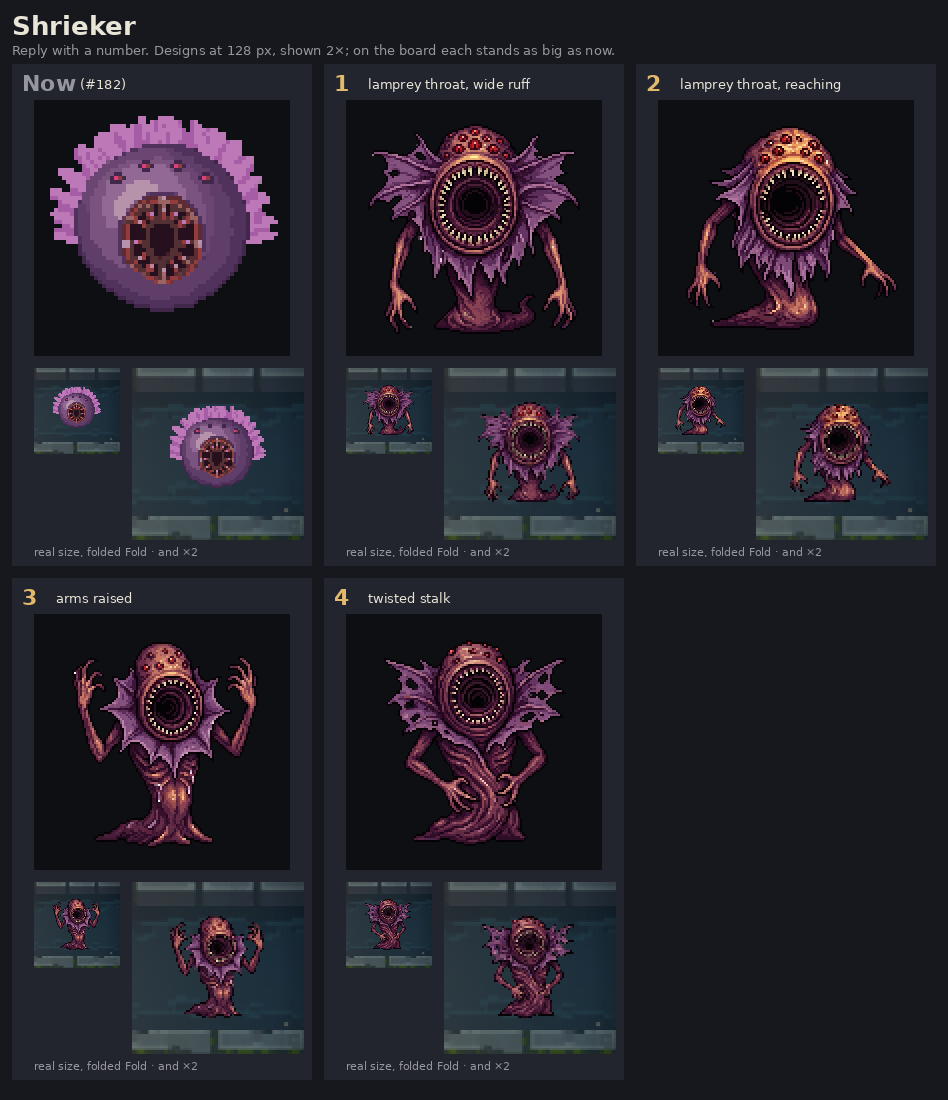 Shrieker
Reply with a number. Designs at 128 px, shown 2×; on the board each stands as big as now.
Now (#182)
real size, folded Fold · and ×2
1 lamprey throat, wide ruff
real size, folded Fold · and ×2
2 lamprey throat, reaching
real size, folded Fold · and ×2
3 arms raised
real size, folded Fold · and ×2
4 twisted stalk
real size, folded Fold · and ×2